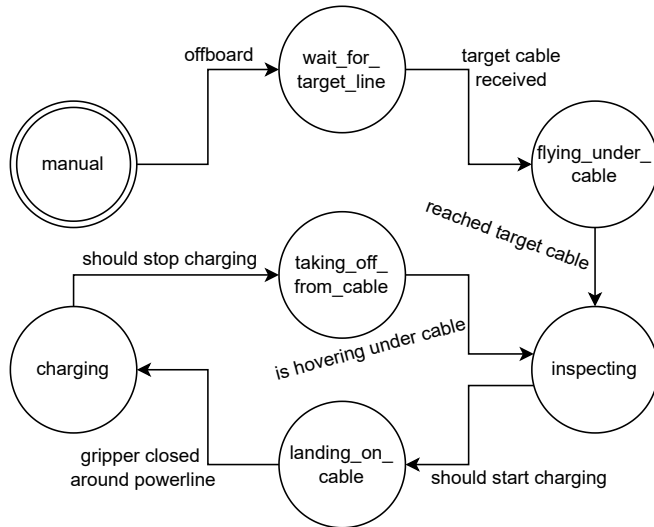 offboard
wait_for_
target_line
target cable
received
manual
flying_under_
cable
reached target cable
should stop charging
taking_off_
from_cable
is hovering under cable
charging
inspecting
gripper closed
around powerline
landing_on_
cable
should start charging